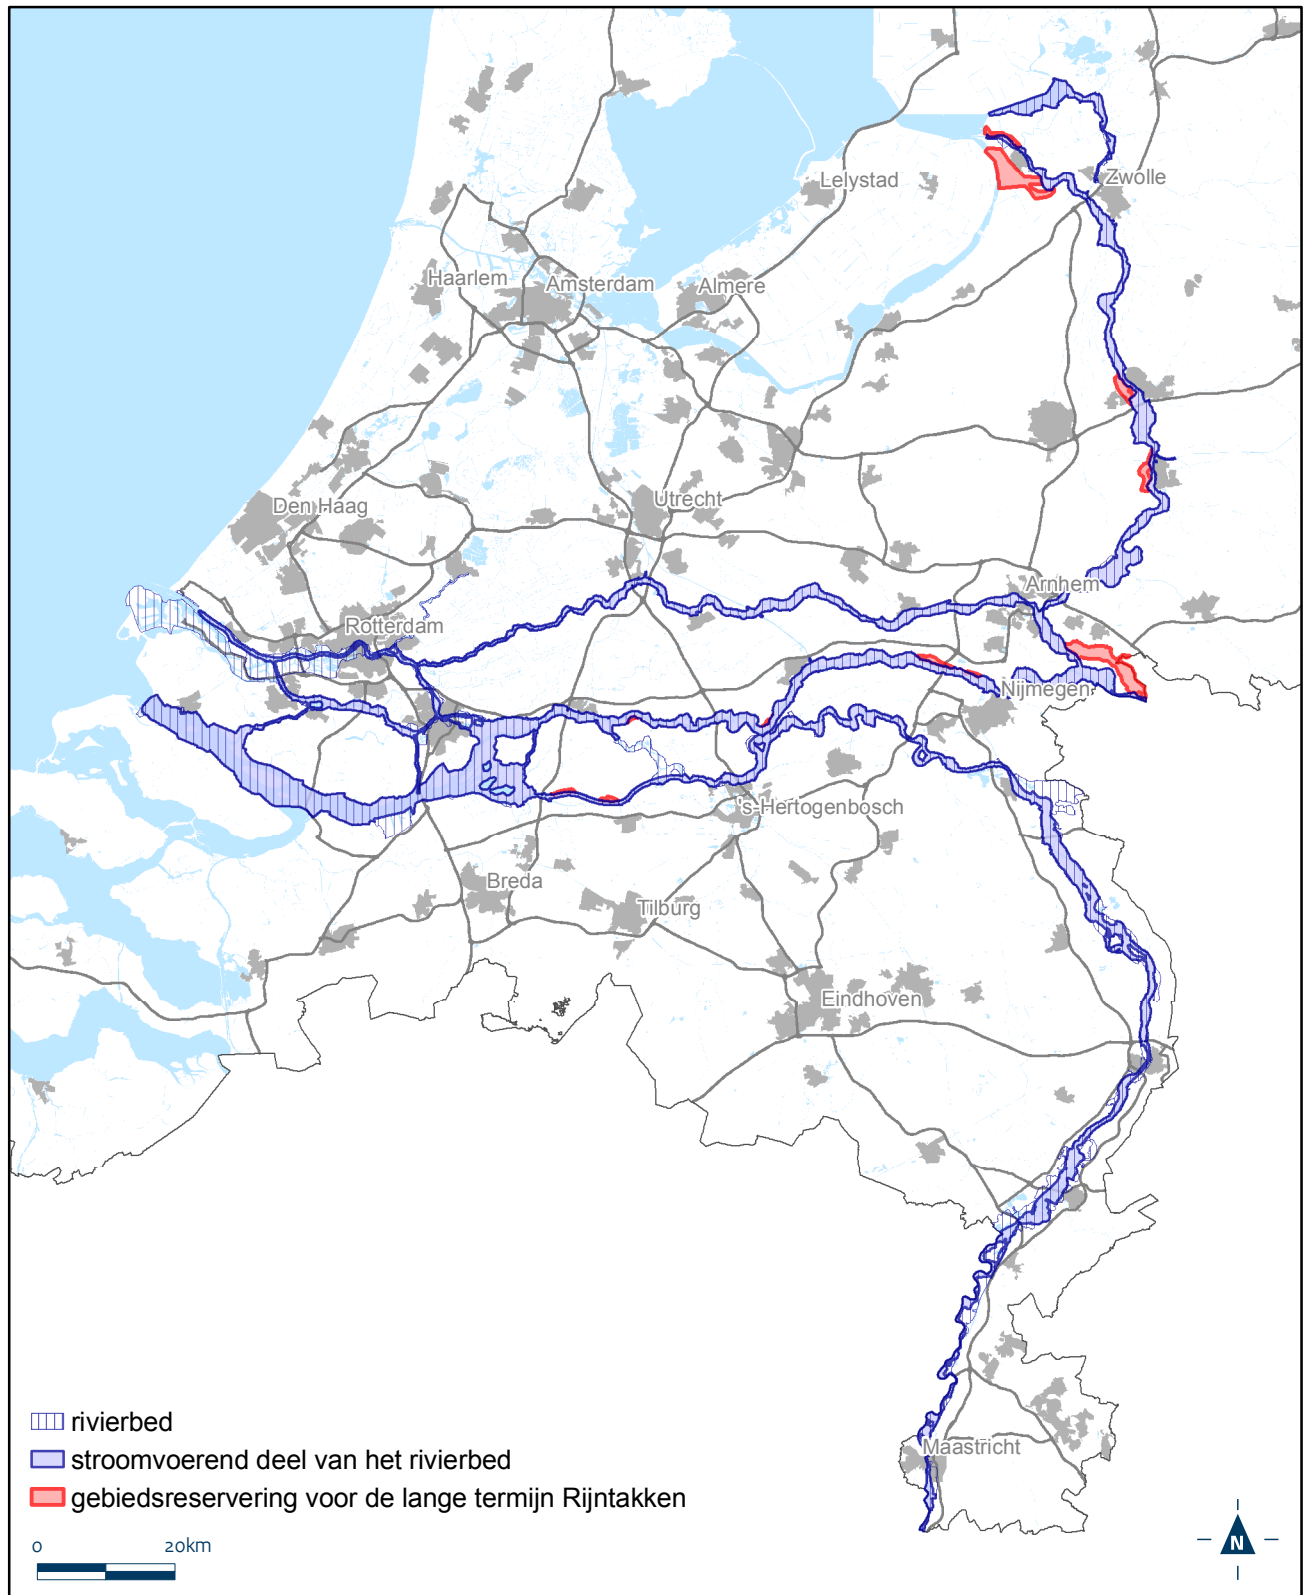 Lelystad
Zwolle
Haarlem
Amsterdam
Almere
Den Haag
Utrecht
Arnhem
Rotterdam
Nijmegen
's-Hertogenbosch
Breda
Tilburg
Eindhoven
Maastricht
rivierbed
stroomvoerend deel van het rivierbed
gebiedsreservering voor de lange termijn Rijntakken
0 20km
N